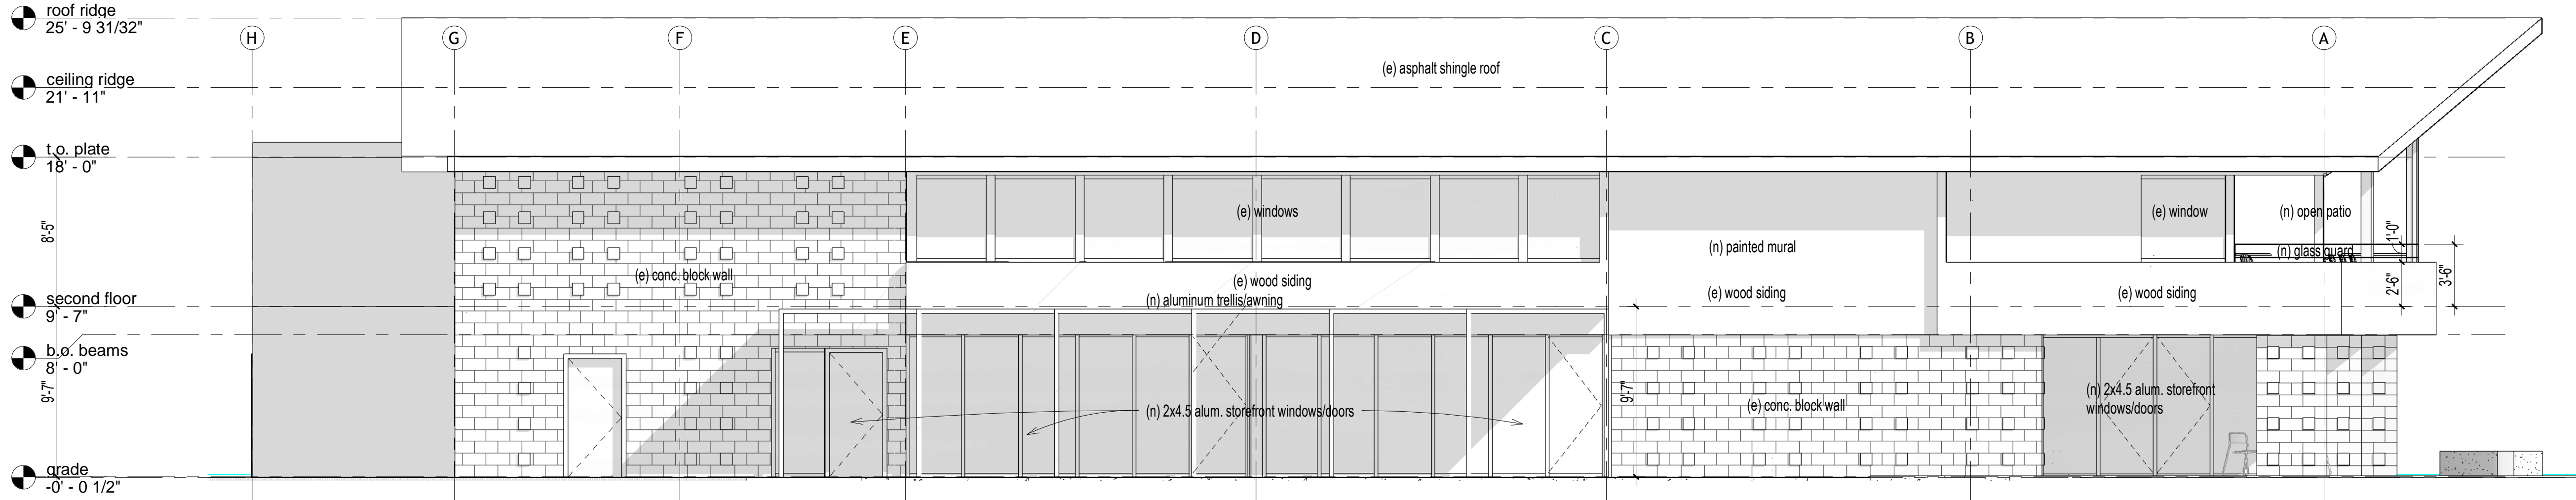 roof ridge
25' - 9 31/32"
H
G
F
E
D
C
B
A
(e) asphalt shingle roof
ceiling ridge
21' - 11"
t.o. plate
18' - 0"
8'-5"
(e) windows
(e) window
(n) open patio
(n) painted mural
1'-0"
(n) glass guard
(e) conc. block wall
(e) wood siding
(n) aluminum trellis/awning
(e) wood siding
(e) wood siding
2'-6"
3'-6"
second floor
9' - 7"
b.o. beams
8' - 0"
9'-7"
9'-7"
(n) 2x4.5 alum. storefront windows/doors
(e) conc. block wall
(n) 2x4.5 alum. storefront
windows/doors
grade
-0' - 0 1/2"